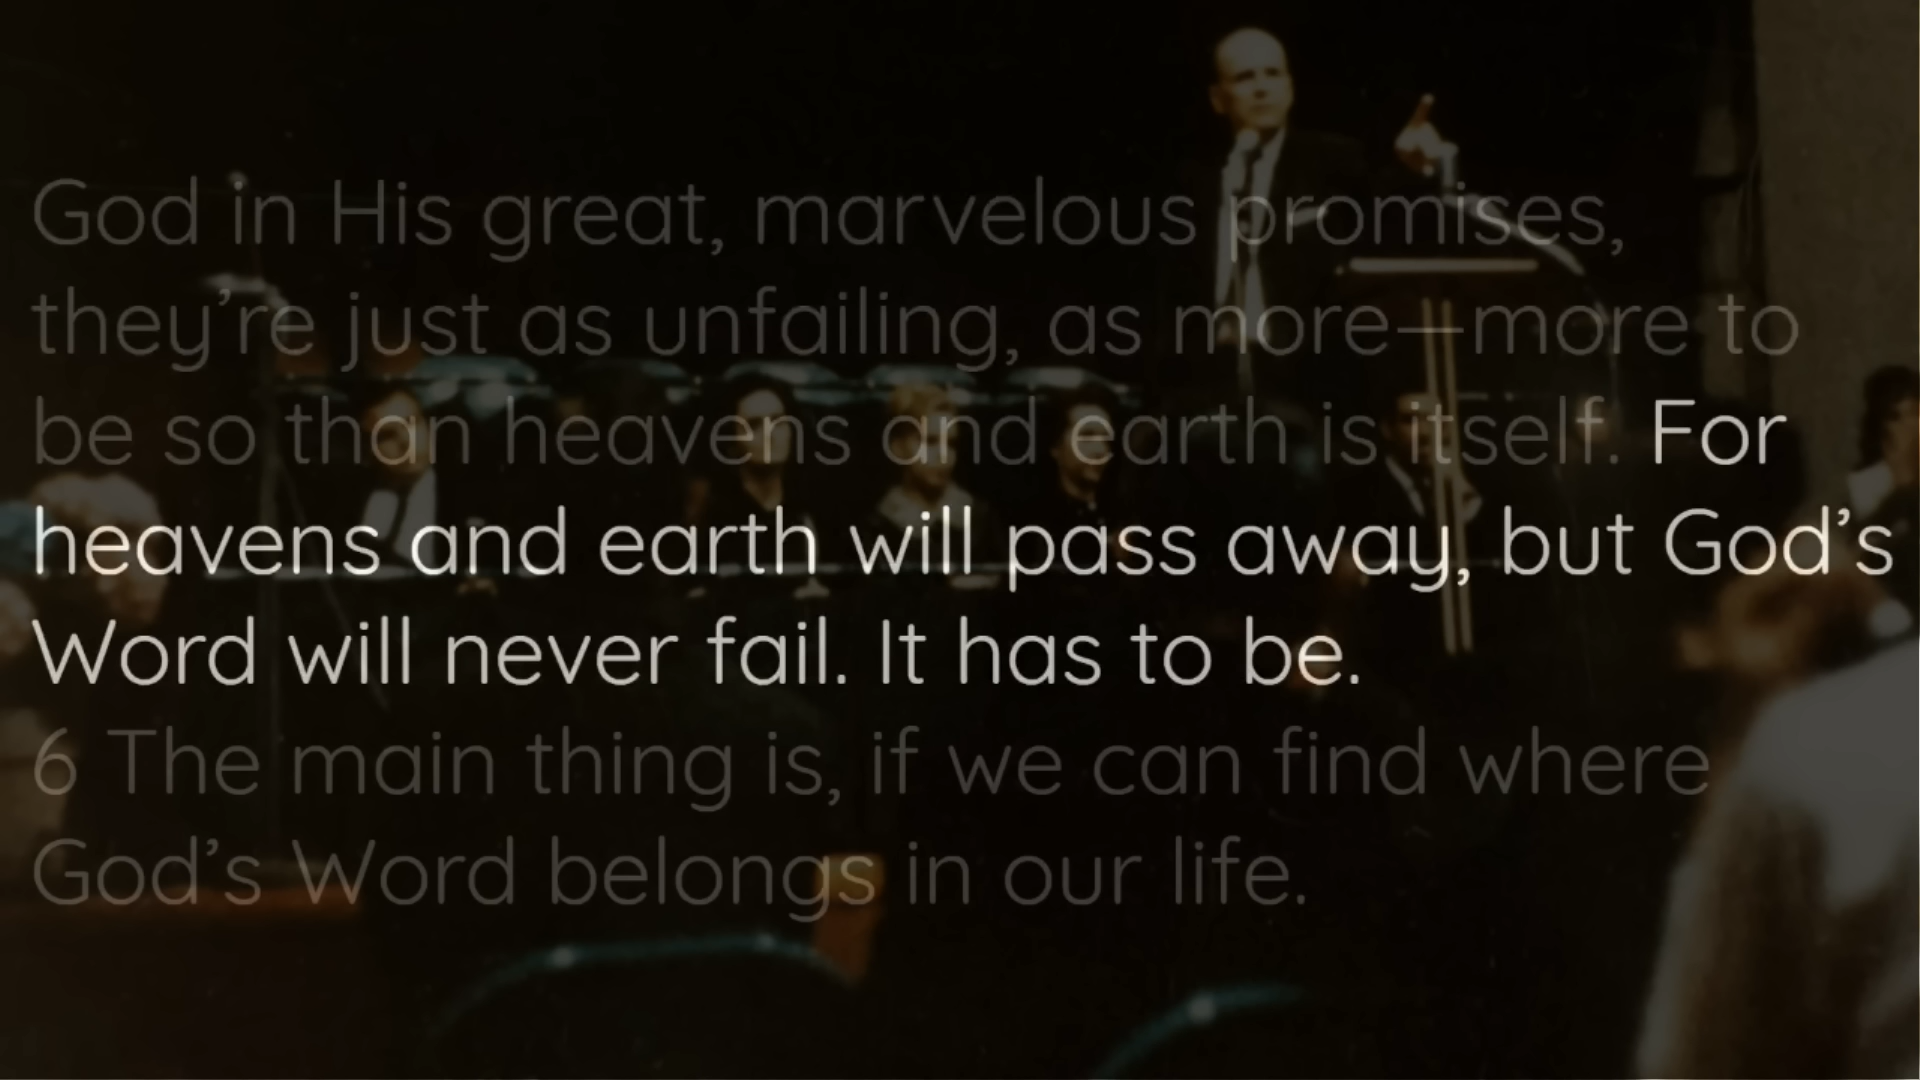 God in His great, marvelous promises,
they’re just as unfailing, as more—more to
be so than heavens and earth is itself. For
heavens and earth will pass away, but God’s
Word will never fail. It has to be.
6 The main thing is, if we can find where
God’s Word belongs in our life.